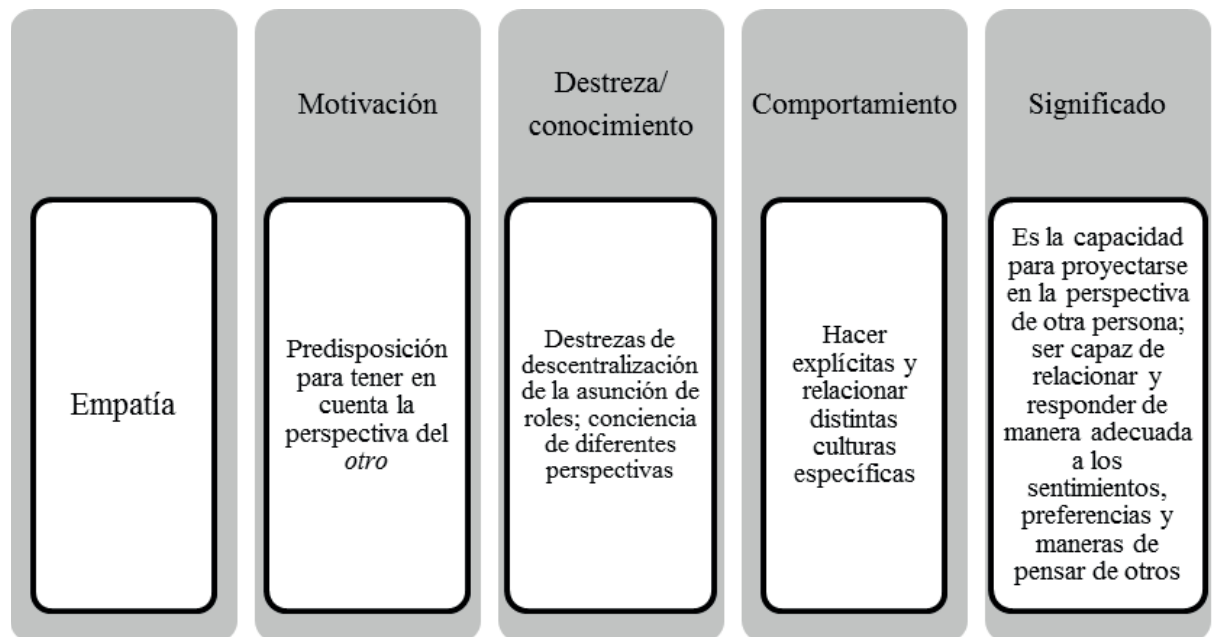 Motivación
Destreza/
conocimiento
Comportamiento
Significado
Empatía
Predisposición
para tener en
cuenta la
perspectiva del
otro
Destrezas de
descentralización
de la asunción de
roles; conciencia
de diferentes
perspectivas
Hacer
explícitas y
relacionar
distintas
culturas
específicas
Es la capacidad
para proyectarse
en la perspectiva
de otra persona;
ser capaz de
relacionar y
responder de
manera adecuada
a los
sentimientos,
preferencias y
maneras de
pensar de otros